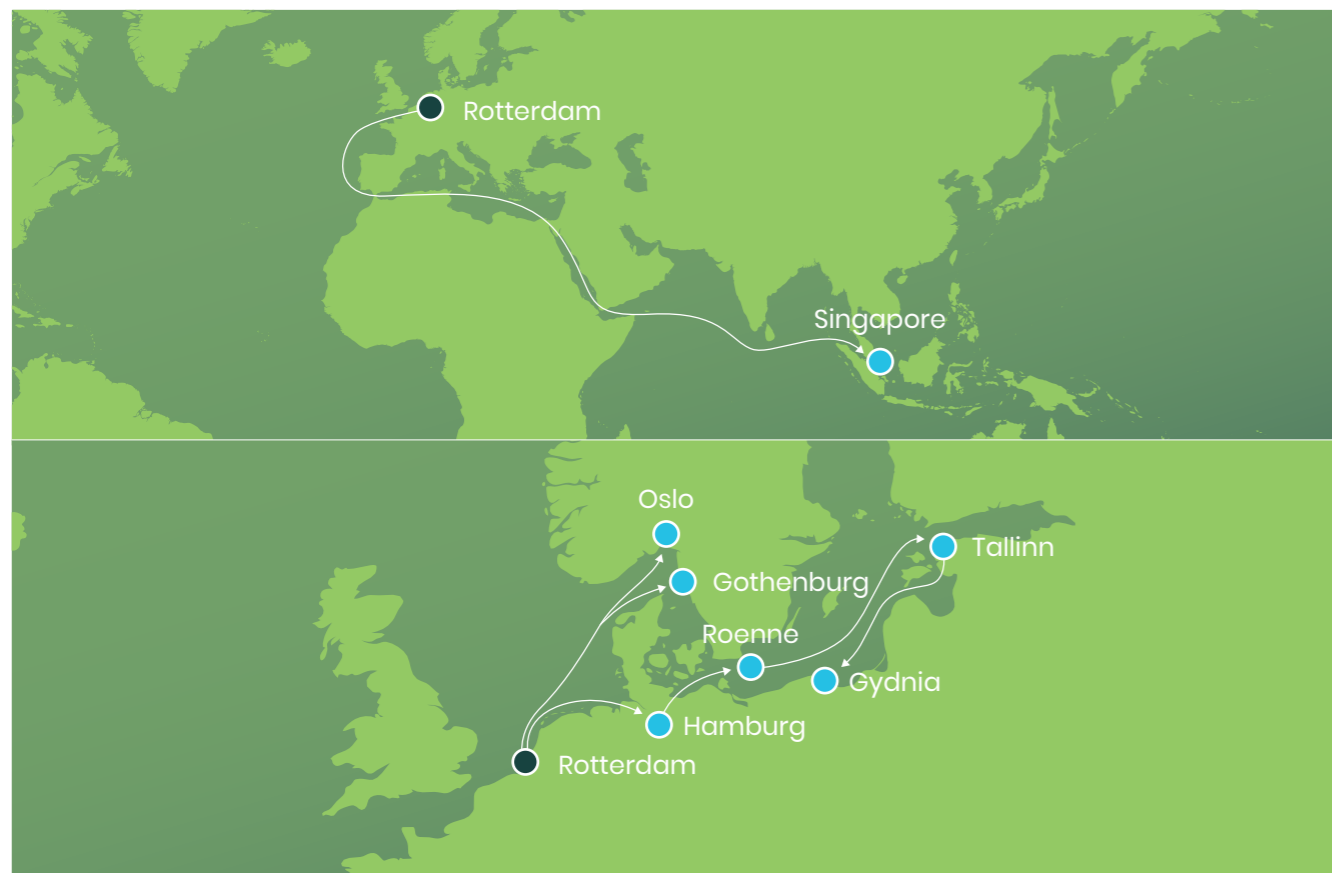 Rotterdam
Singapore
Oslo
Tallinn
Gothenburg
Roenne
Gydnia
Hamburg
Rotterdam